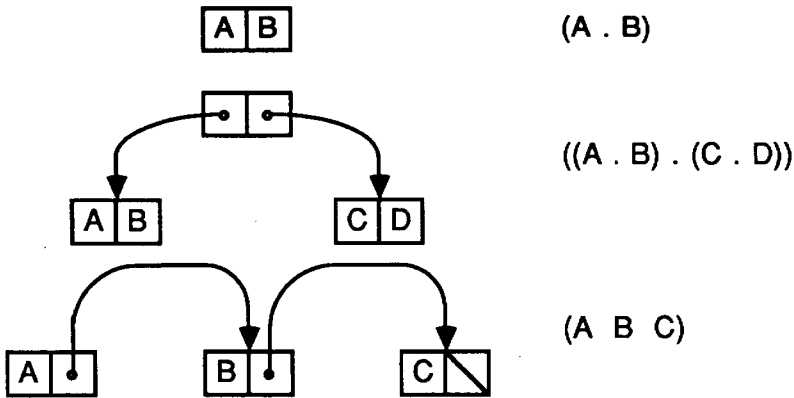 A B (A . B)
((A . B) . (C . D))
A B C D
(A B C)
A B C